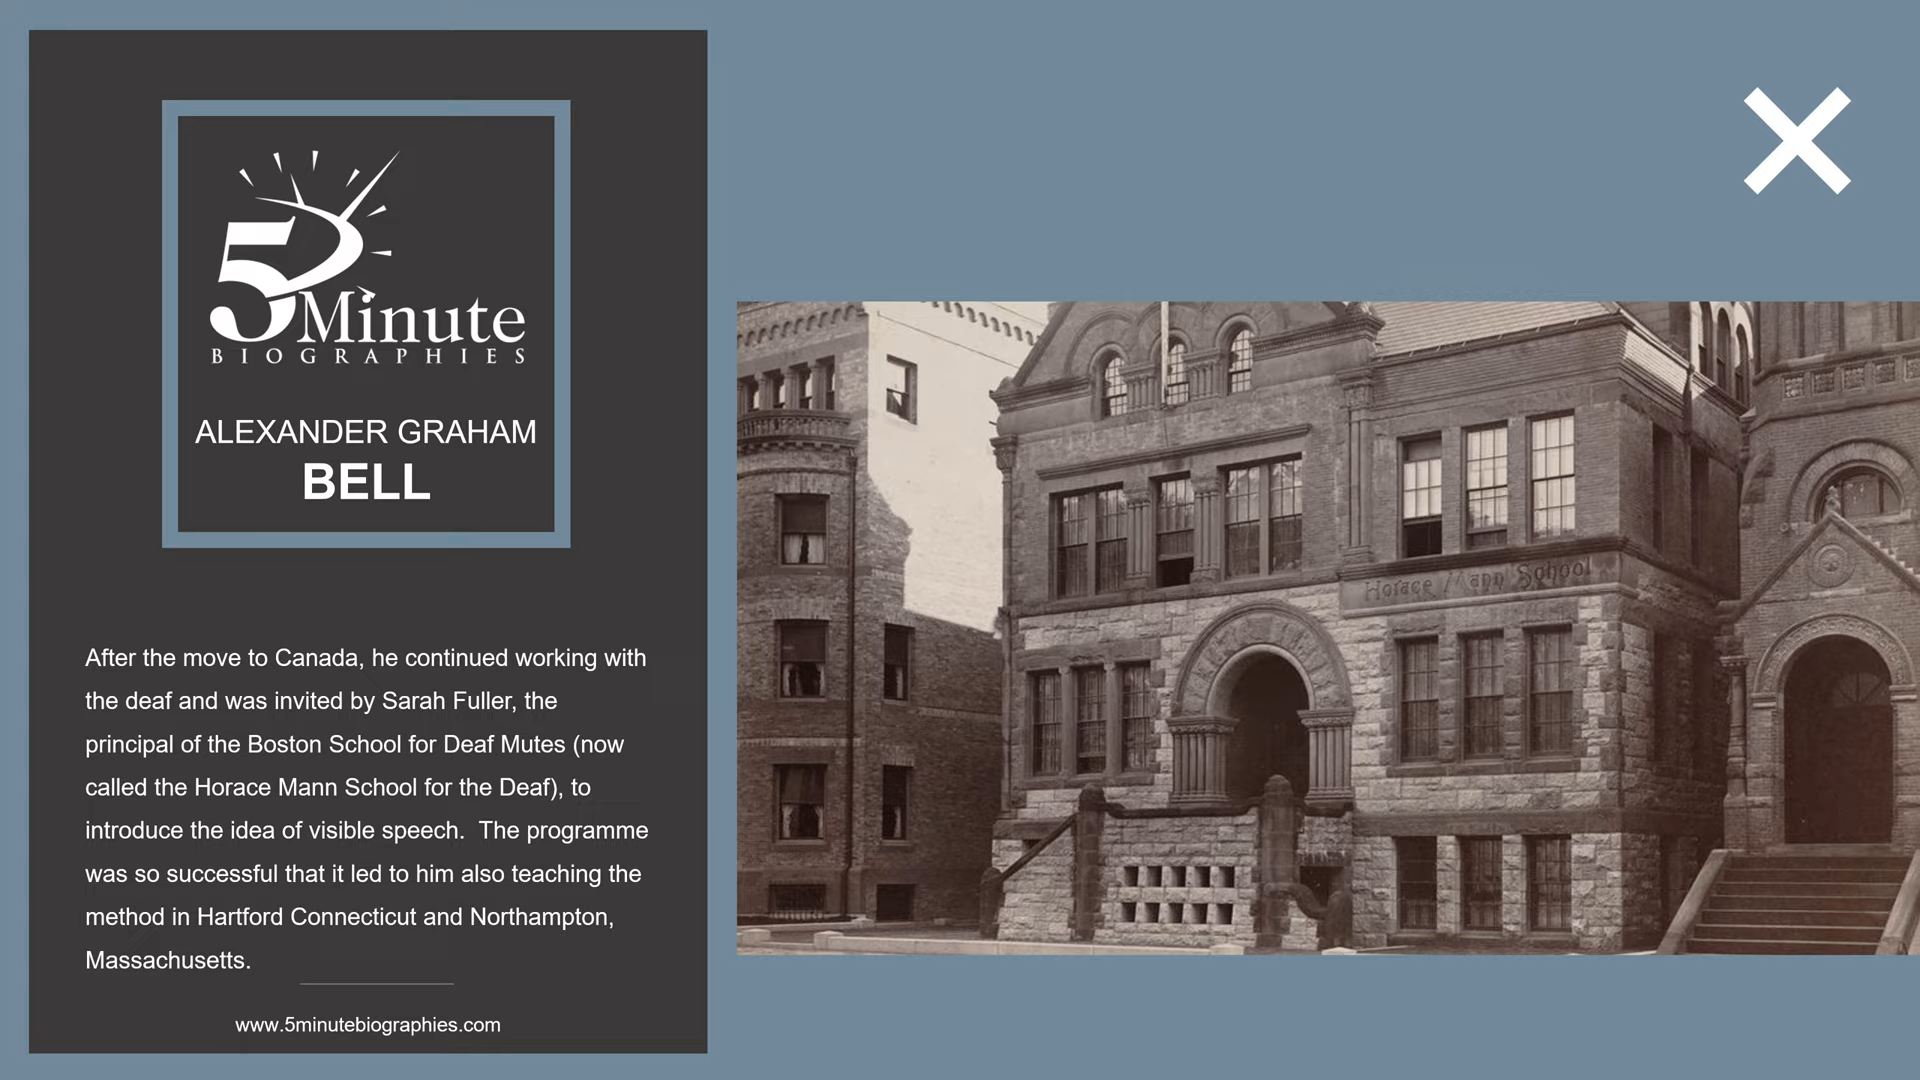 5 Minute
BIOGRAPHIES
ALEXANDER GRAHAM
BELL
After the move to Canada, he continued working with
the deaf and was invited by Sarah Fuller, the
principal of the Boston School for Deaf Mutes (now
called the Horace Mann School for the Deaf), to
introduce the idea of visible speech.  The programme
was so successful that it led to him also teaching the
method in Hartford Connecticut and Northampton,
Massachusetts.
www.5minutebiographies.com
Horace Mann School